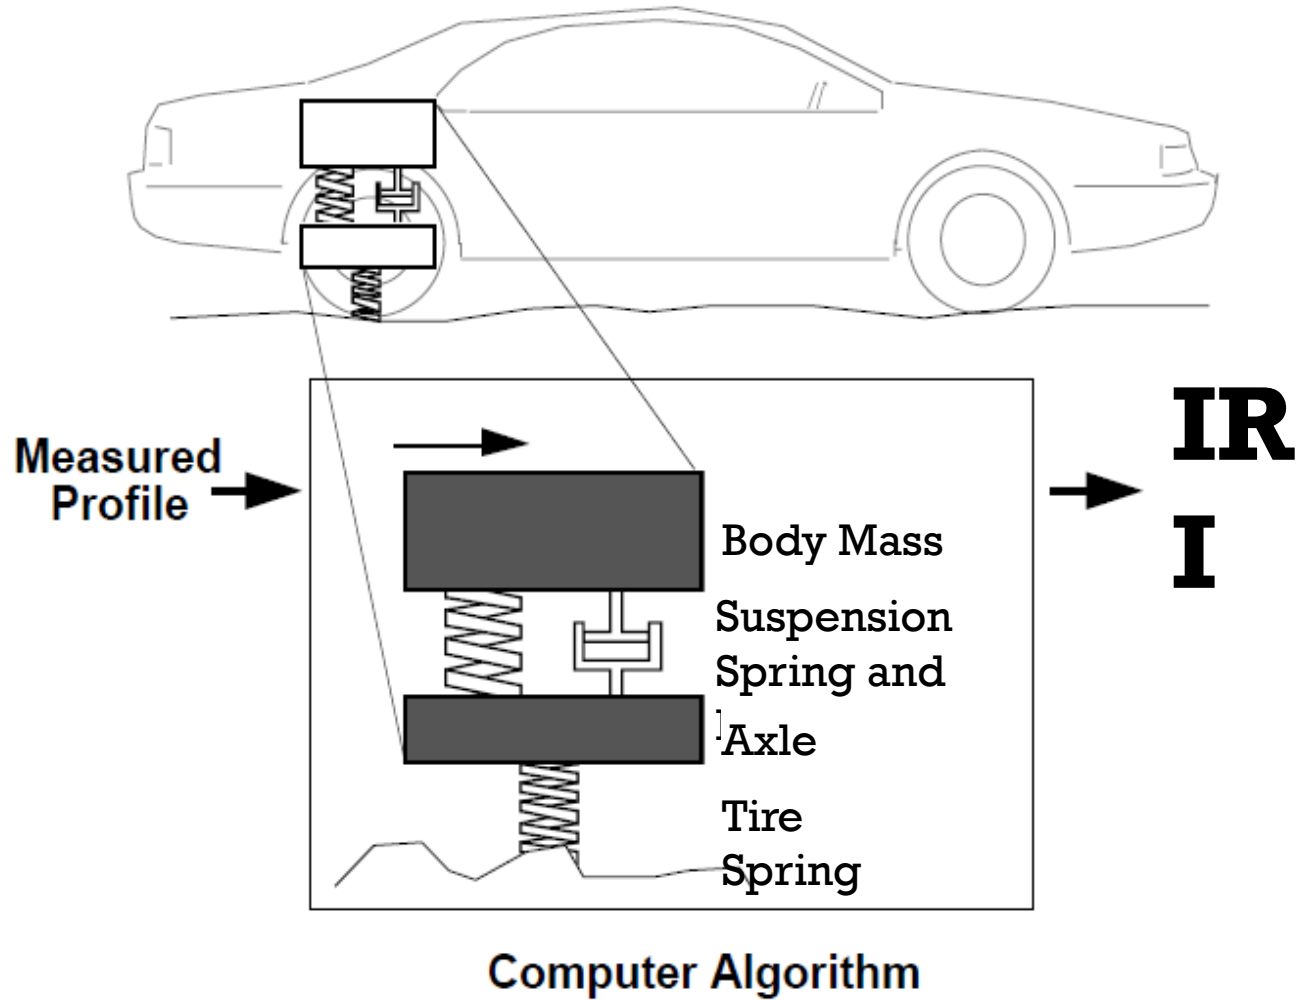 Measured
Profile
IR
I
Body Mass
Suspension
Spring and
Axle
Tire
Spring
Computer Algorithm